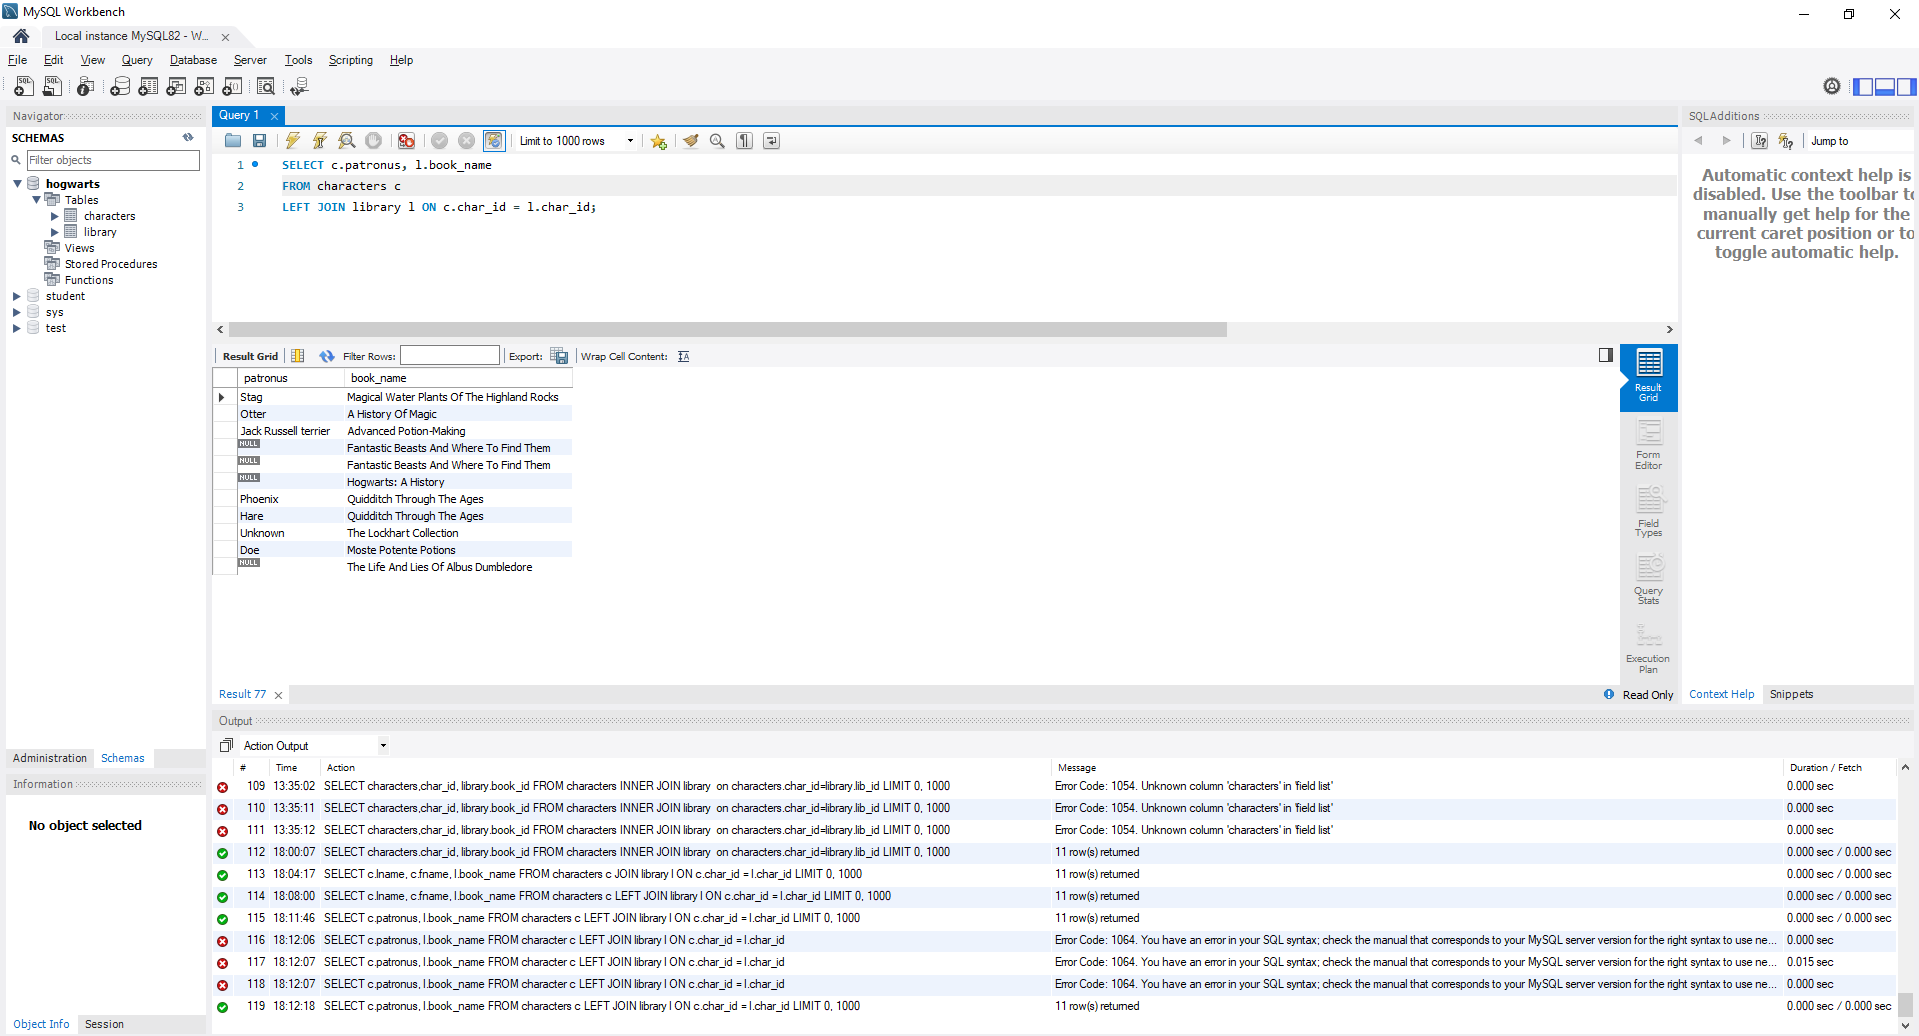 MySQL Workbench
Local instance MySQL82 - W...
File Edit View Query Database Server Tools Scripting Help
Navigator
SCHEMAS
Filter objects
hogwarts
Tables
characters
library
Views
Stored Procedures
Functions
student
sys
test
Administration Schemas
Information
No object selected
Object Info Session
Query 1
Limit to 1000 rows
1 SELECT c.patronus, l.book_name
2 FROM characters c
3 LEFT JOIN library l ON c.char_id = l.char_id;
Result Grid Filter Rows: Export: Wrap Cell Content:
patronus book_name
Stag Magical Water Plants Of The Highland Rocks
Otter A History Of Magic
Jack Russell terrier Advanced Potion-Making
NULL Fantastic Beasts And Where To Find Them
NULL Fantastic Beasts And Where To Find Them
NULL Hogwarts: A History
Phoenix Quidditch Through The Ages
Hare Quidditch Through The Ages
Unknown The Lockhart Collection
Doe Moste Potente Potions
NULL The Life And Lies Of Albus Dumbledore
Result
Grid
Form
Editor
Field
Types
Query
Stats
Execution
Plan
Result 77
Read Only
SQLAdditions
Jump to
Automatic context help is
disabled. Use the toolbar to
manually get help for the
current caret position or to
toggle automatic help.
Context Help Snippets
Output
Action Output
# Time Action Message Duration / Fetch
109 13:35:02 SELECT characters,char_id, library.book_id FROM characters INNER JOIN library on characters.char_id=library.lib_id LIMIT 0, 1000 Error Code: 1054. Unknown column 'characters' in 'field list' 0.000 sec
110 13:35:11 SELECT characters,char_id, library.book_id FROM characters INNER JOIN library on characters.char_id=library.lib_id LIMIT 0, 1000 Error Code: 1054. Unknown column 'characters' in 'field list' 0.000 sec
111 13:35:12 SELECT characters,char_id, library.book_id FROM characters INNER JOIN library on characters.char_id=library.lib_id LIMIT 0, 1000 Error Code: 1054. Unknown column 'characters' in 'field list' 0.000 sec
112 18:00:07 SELECT characters.char_id, library.book_id FROM characters INNER JOIN library on characters.char_id=library.lib_id LIMIT 0, 1000 11 row(s) returned 0.000 sec / 0.000 sec
113 18:04:17 SELECT c.lname, c.fname, l.book_name FROM characters c JOIN library l ON c.char_id = l.char_id LIMIT 0, 1000 11 row(s) returned 0.000 sec / 0.000 sec
114 18:08:00 SELECT c.lname, c.fname, l.book_name FROM characters c LEFT JOIN library l ON c.char_id = l.char_id LIMIT 0, 1000 11 row(s) returned 0.000 sec / 0.000 sec
115 18:11:46 SELECT c.patronus, l.book_name FROM characters c LEFT JOIN library l ON c.char_id = l.char_id LIMIT 0, 1000 11 row(s) returned 0.000 sec / 0.000 sec
116 18:12:06 SELECT c.patronus, l.book_name FROM character c LEFT JOIN library l ON c.char_id = l.char_id Error Code: 1064. You have an error in your SQL syntax; check the manual that corresponds to your MySQL server version for the right syntax to use ne... 0.000 sec
117 18:12:07 SELECT c.patronus, l.book_name FROM character c LEFT JOIN library l ON c.char_id = l.char_id Error Code: 1064. You have an error in your SQL syntax; check the manual that corresponds to your MySQL server version for the right syntax to use ne... 0.015 sec
118 18:12:07 SELECT c.patronus, l.book_name FROM character c LEFT JOIN library l ON c.char_id = l.char_id Error Code: 1064. You have an error in your SQL syntax; check the manual that corresponds to your MySQL server version for the right syntax to use ne... 0.000 sec
119 18:12:18 SELECT c.patronus, l.book_name FROM characters c LEFT JOIN library l ON c.char_id = l.char_id LIMIT 0, 1000 11 row(s) returned 0.000 sec / 0.000 sec